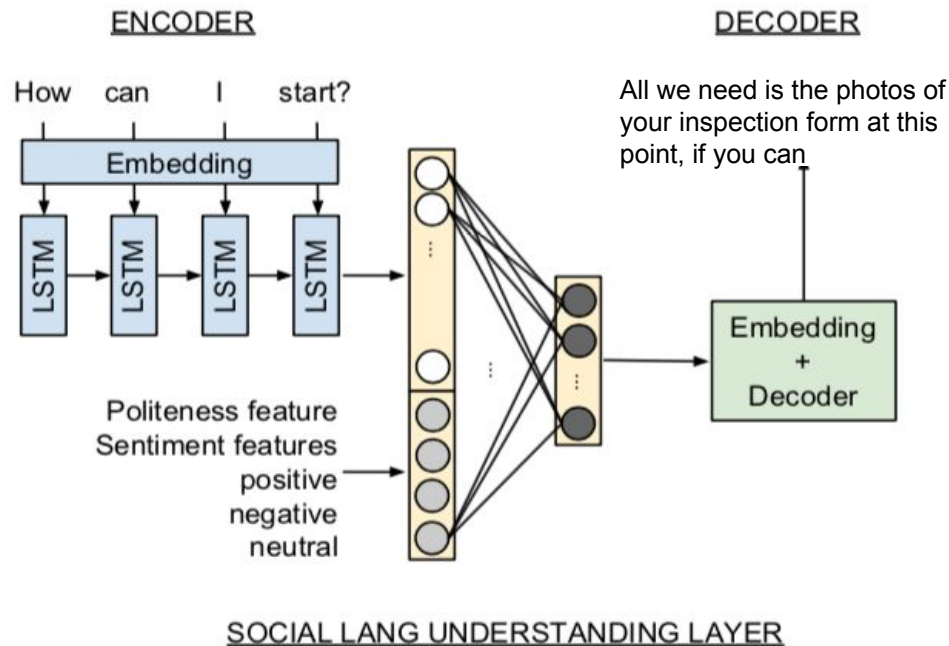 ENCODER
DECODER
How can I start?
All we need is the photos of
your inspection form at this
point, if you can
Embedding
LSTM
LSTM
LSTM
LSTM
...
...
...
Embedding
+
Decoder
Politeness feature
Sentiment features
positive
negative
neutral
SOCIAL LANG UNDERSTANDING LAYER